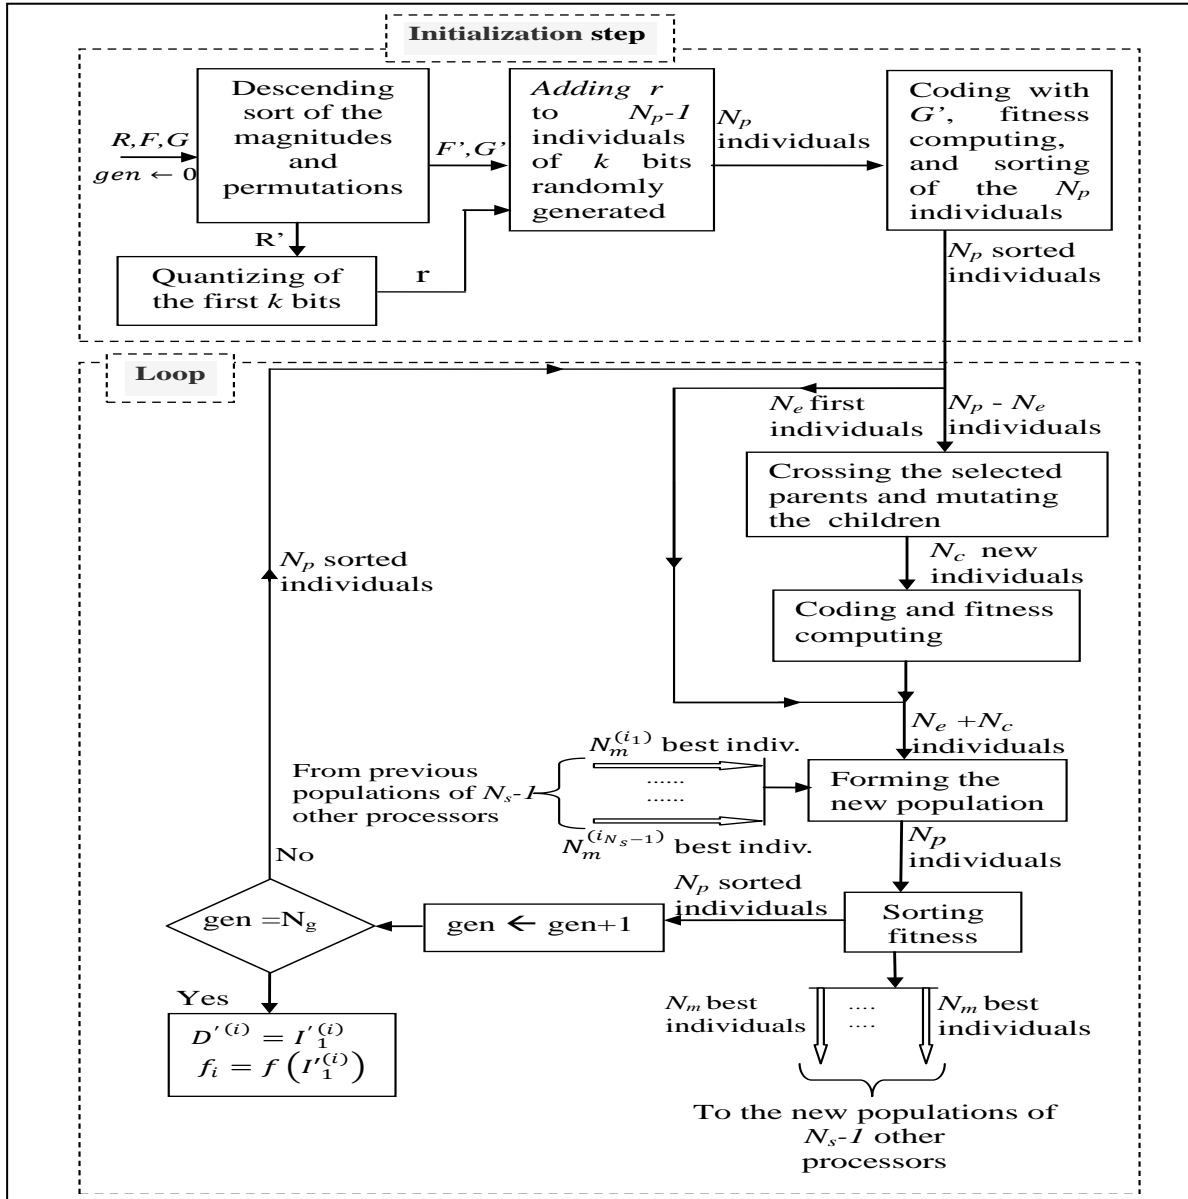 Initialization step
R,F,G
gen ← 0
Descending
sort of the
magnitudes
and
permutations
F’,G’
Adding r
to Np-1
individuals
of k bits
randomly
generated
Np
individuals
Coding with
G’, fitness
computing,
and sorting
of the Np
individuals
R’
Quantizing of
the first k bits
r
Np sorted
individuals
Loop
Ne first
individuals
Np - Ne
individuals
Crossing the selected
parents and mutating
the children
Nc new
individuals
Np sorted
individuals
Coding and fitness
computing
Ne +Nc
individuals
From previous
populations of Ns-1
other processors
Nm(i1) best indiv.
......
......
Nm(iNs−1) best indiv.
Forming the
new population
Np
individuals
No
gen =Ng
gen ← gen+1
Np sorted
individuals
Sorting
fitness
Yes
D′(i) = I′1(i)
fi = f (I′1(i))
Nm best
individuals
....
....
Nm best
individuals
To the new populations of
Ns-1 other
processors